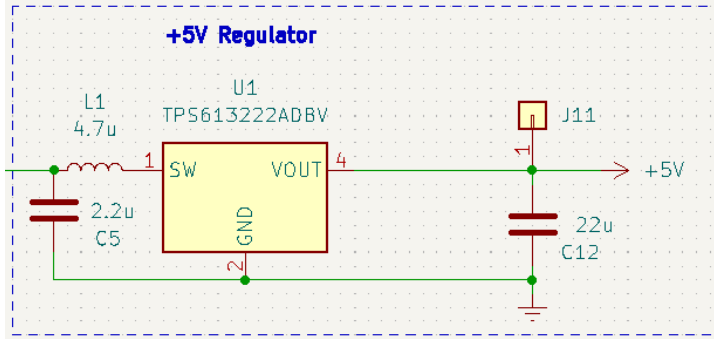 +5V Regulator
L1
4.7u
U1
TPS613222ADBV
J11
1
SW
VOUT
4
1
+5V
2.2u
C5
GND
2
22u
C12